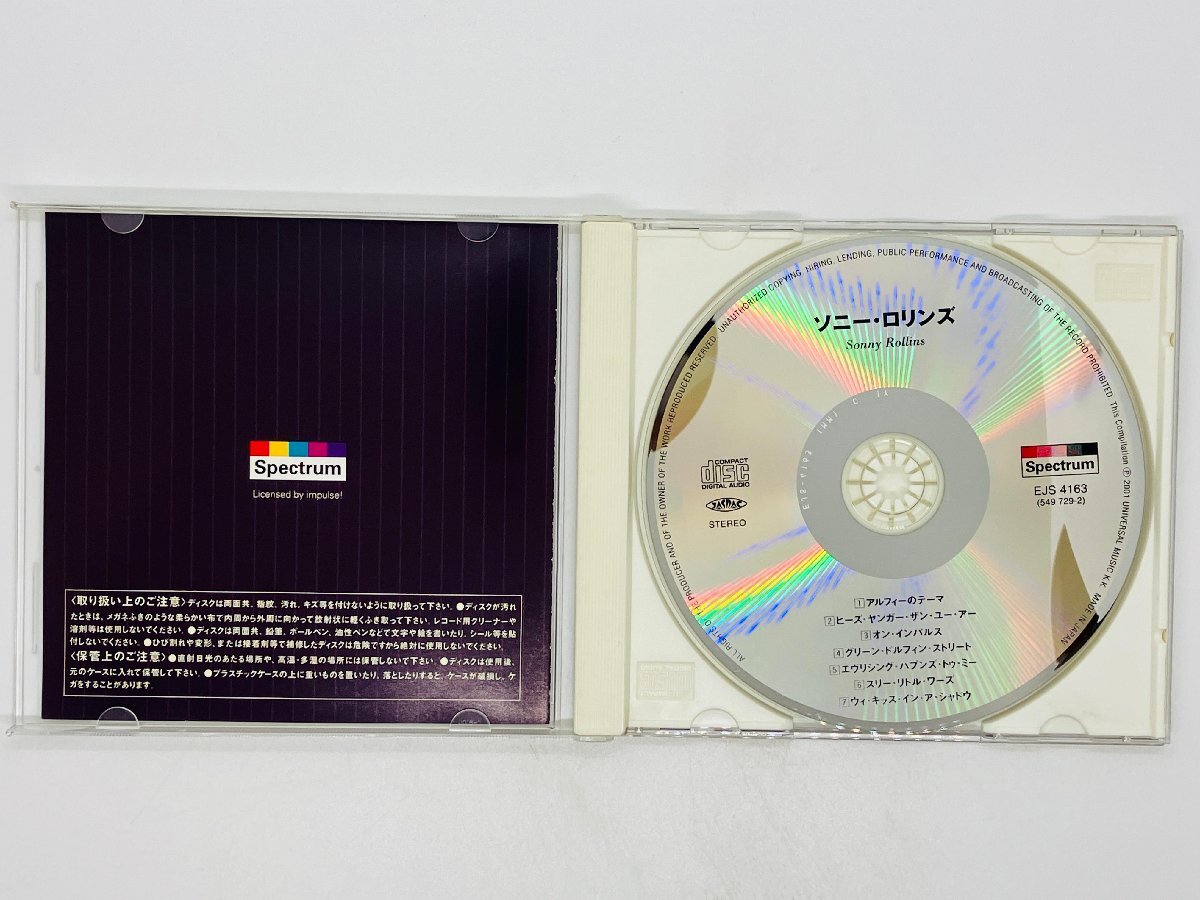 Spectrum
Licensed by impulse!
〈取り扱い上のご注意〉ディスクは両面共、指紋、汚れ、キズ等を付けないように取り扱って下さい。●ディスクが汚れ
たときは、メガネふきのような柔らかい布で内周から外周に向かって放射状に軽くふき取って下さい。レコード用クリーナーや
溶剤等は使用しないでください。●ディスクは両面共、鉛筆、ボールペン、油性ペンなどで文字や絵を書いたり、シール等を貼
付しないでください。●ひび割れや変形、または接着剤等で補修したディスクは危険ですから絶対に使用しないでください。
〈保管上のご注意〉●直射日光のあたる場所や、高温・多湿の場所には保管しないで下さい。●ディスクは使用後、
元のケースに入れて保管して下さい。●プラスチックケースの上に重いものを置いたり、落としたりすると、ケースが破損し、ケ
ガをすることがあります。
ALL RIGHTS OF THE PRODUCER AND OF THE OWNER OF THE WORK REPRODUCED RESERVED. UNAUTHORIZED COPYING, HIRING, LENDING, PUBLIC PERFORMANCE AND BROADCASTING OF THE RECORD PROHIBITED. This Compilation ℗ 2001 UNIVERSAL MUSIC K.K. MADE IN JAPAN
ソニー・ロリンズ
Sonny Rollins
COMPACT
disc
DIGITAL AUDIO
JASRAC
STEREO
Spectrum
EJS 4163
(549 729-2)
1 アルフィーのテーマ
2 ヒーズ・ヤンガー・ザン・ユー・アー
3 オン・インパルス
4 グリーン・ドルフィン・ストリート
5 エヴリシング・ハプンズ・トゥ・ミー
6 スリー・リトル・ワーズ
7 ウィ・キッス・イン・ア・シャドウ